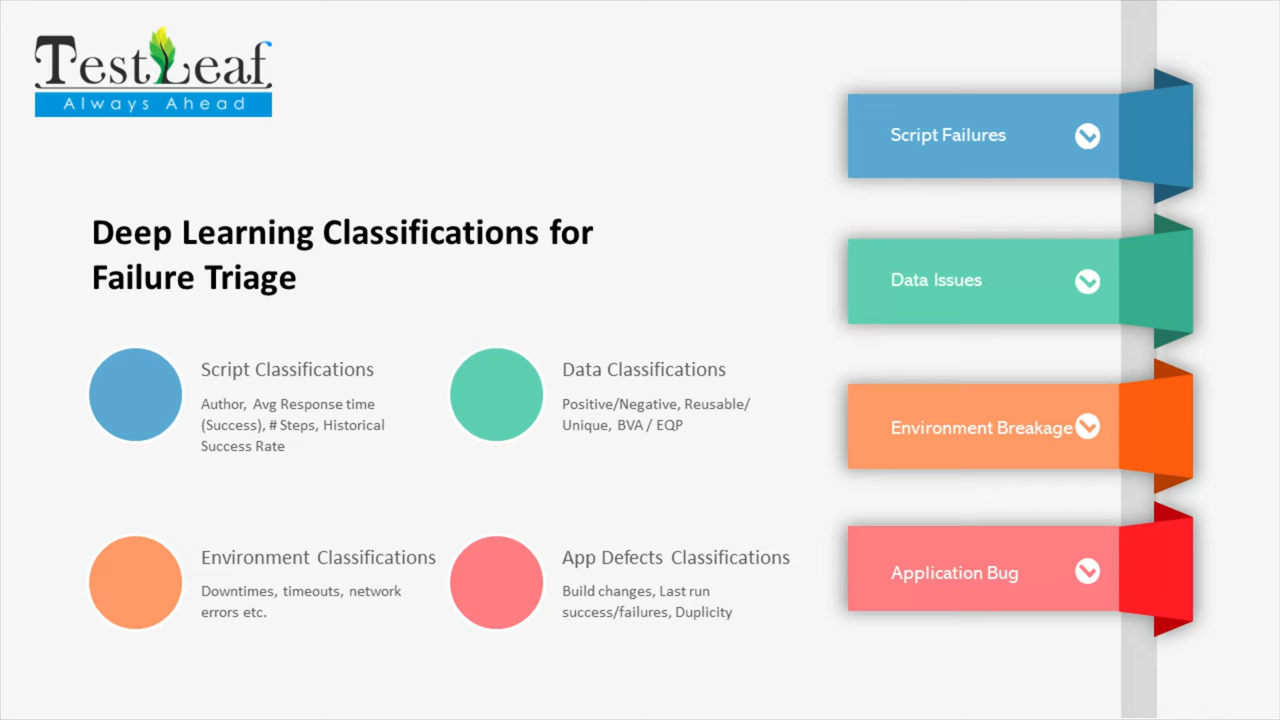 TestLeaf
Always Ahead
Deep Learning Classifications for
Failure Triage
Script Classifications
Author, Avg Response time
(Success), # Steps, Historical
Success Rate
Data Classifications
Positive/Negative, Reusable/
Unique, BVA / EQP
Environment Classifications
Downtimes, timeouts, network
errors etc.
App Defects Classifications
Build changes, Last run
success/failures, Duplicity
Script Failures
Data Issues
Environment Breakage
Application Bug